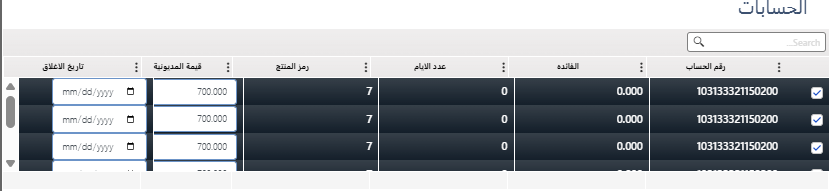 الحسابات
Search...
رقم الحساب الفائده عدد الايام رمز المنتج قيمة المديونية تاريخ الاغلاق
103133321150200 0.000 0 7 700.000 mm/dd/yyyy
103133321150200 0.000 0 7 700.000 mm/dd/yyyy
103133321150200 0.000 0 7 700.000 mm/dd/yyyy